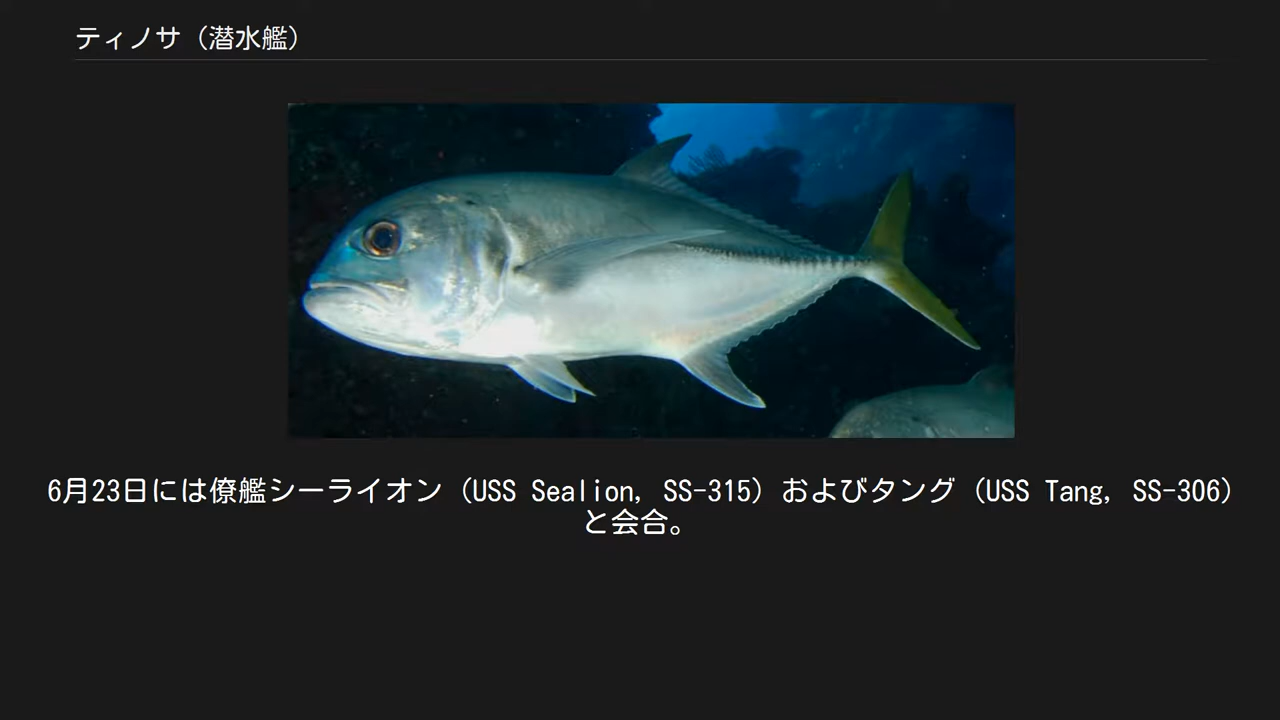 ティノサ（潜水艦）
6月23日には僚艦シーライオン（USS Sealion, SS-315）およびタング（USS Tang, SS-306）
と会合。